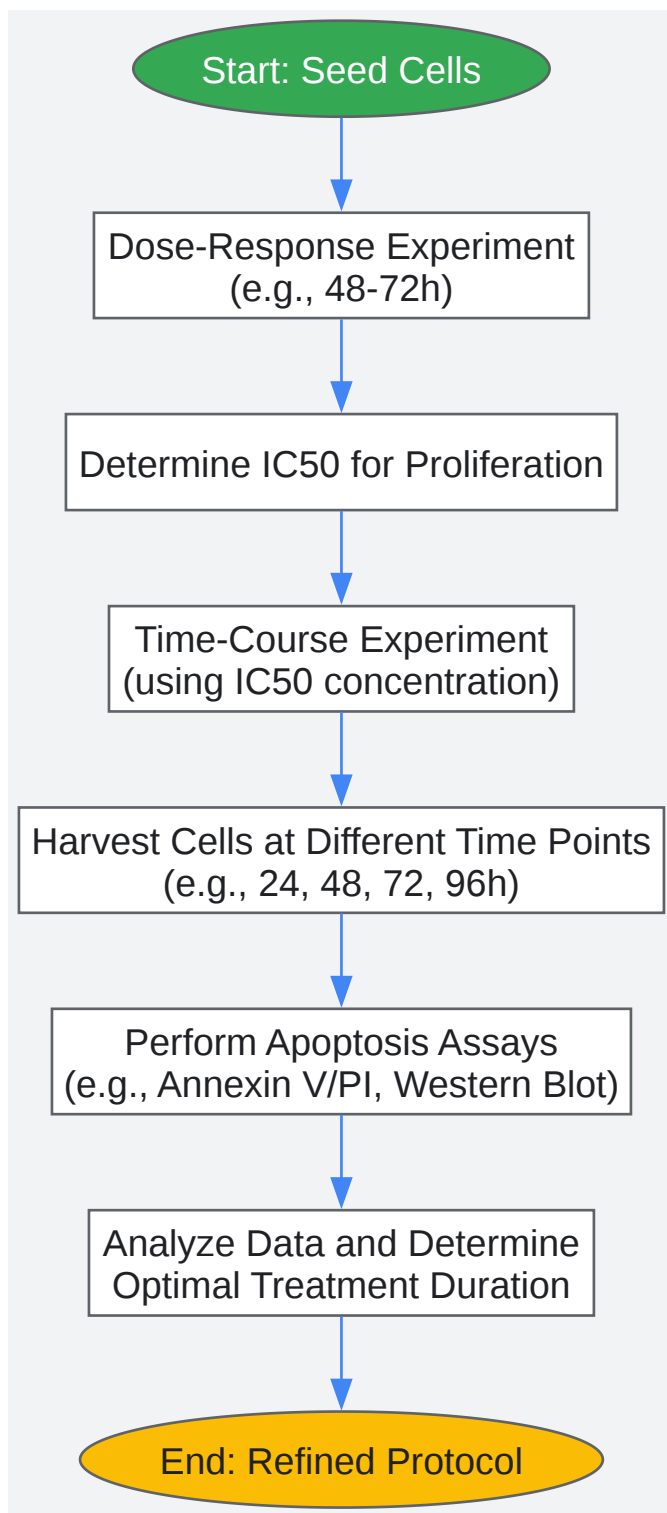 Start: Seed Cells
Dose-Response Experiment
(e.g., 48-72h)
Determine IC50 for Proliferation
Time-Course Experiment
(using IC50 concentration)
Harvest Cells at Different Time Points
(e.g., 24, 48, 72, 96h)
Perform Apoptosis Assays
(e.g., Annexin V/PI, Western Blot)
Analyze Data and Determine
Optimal Treatment Duration
End: Refined Protocol